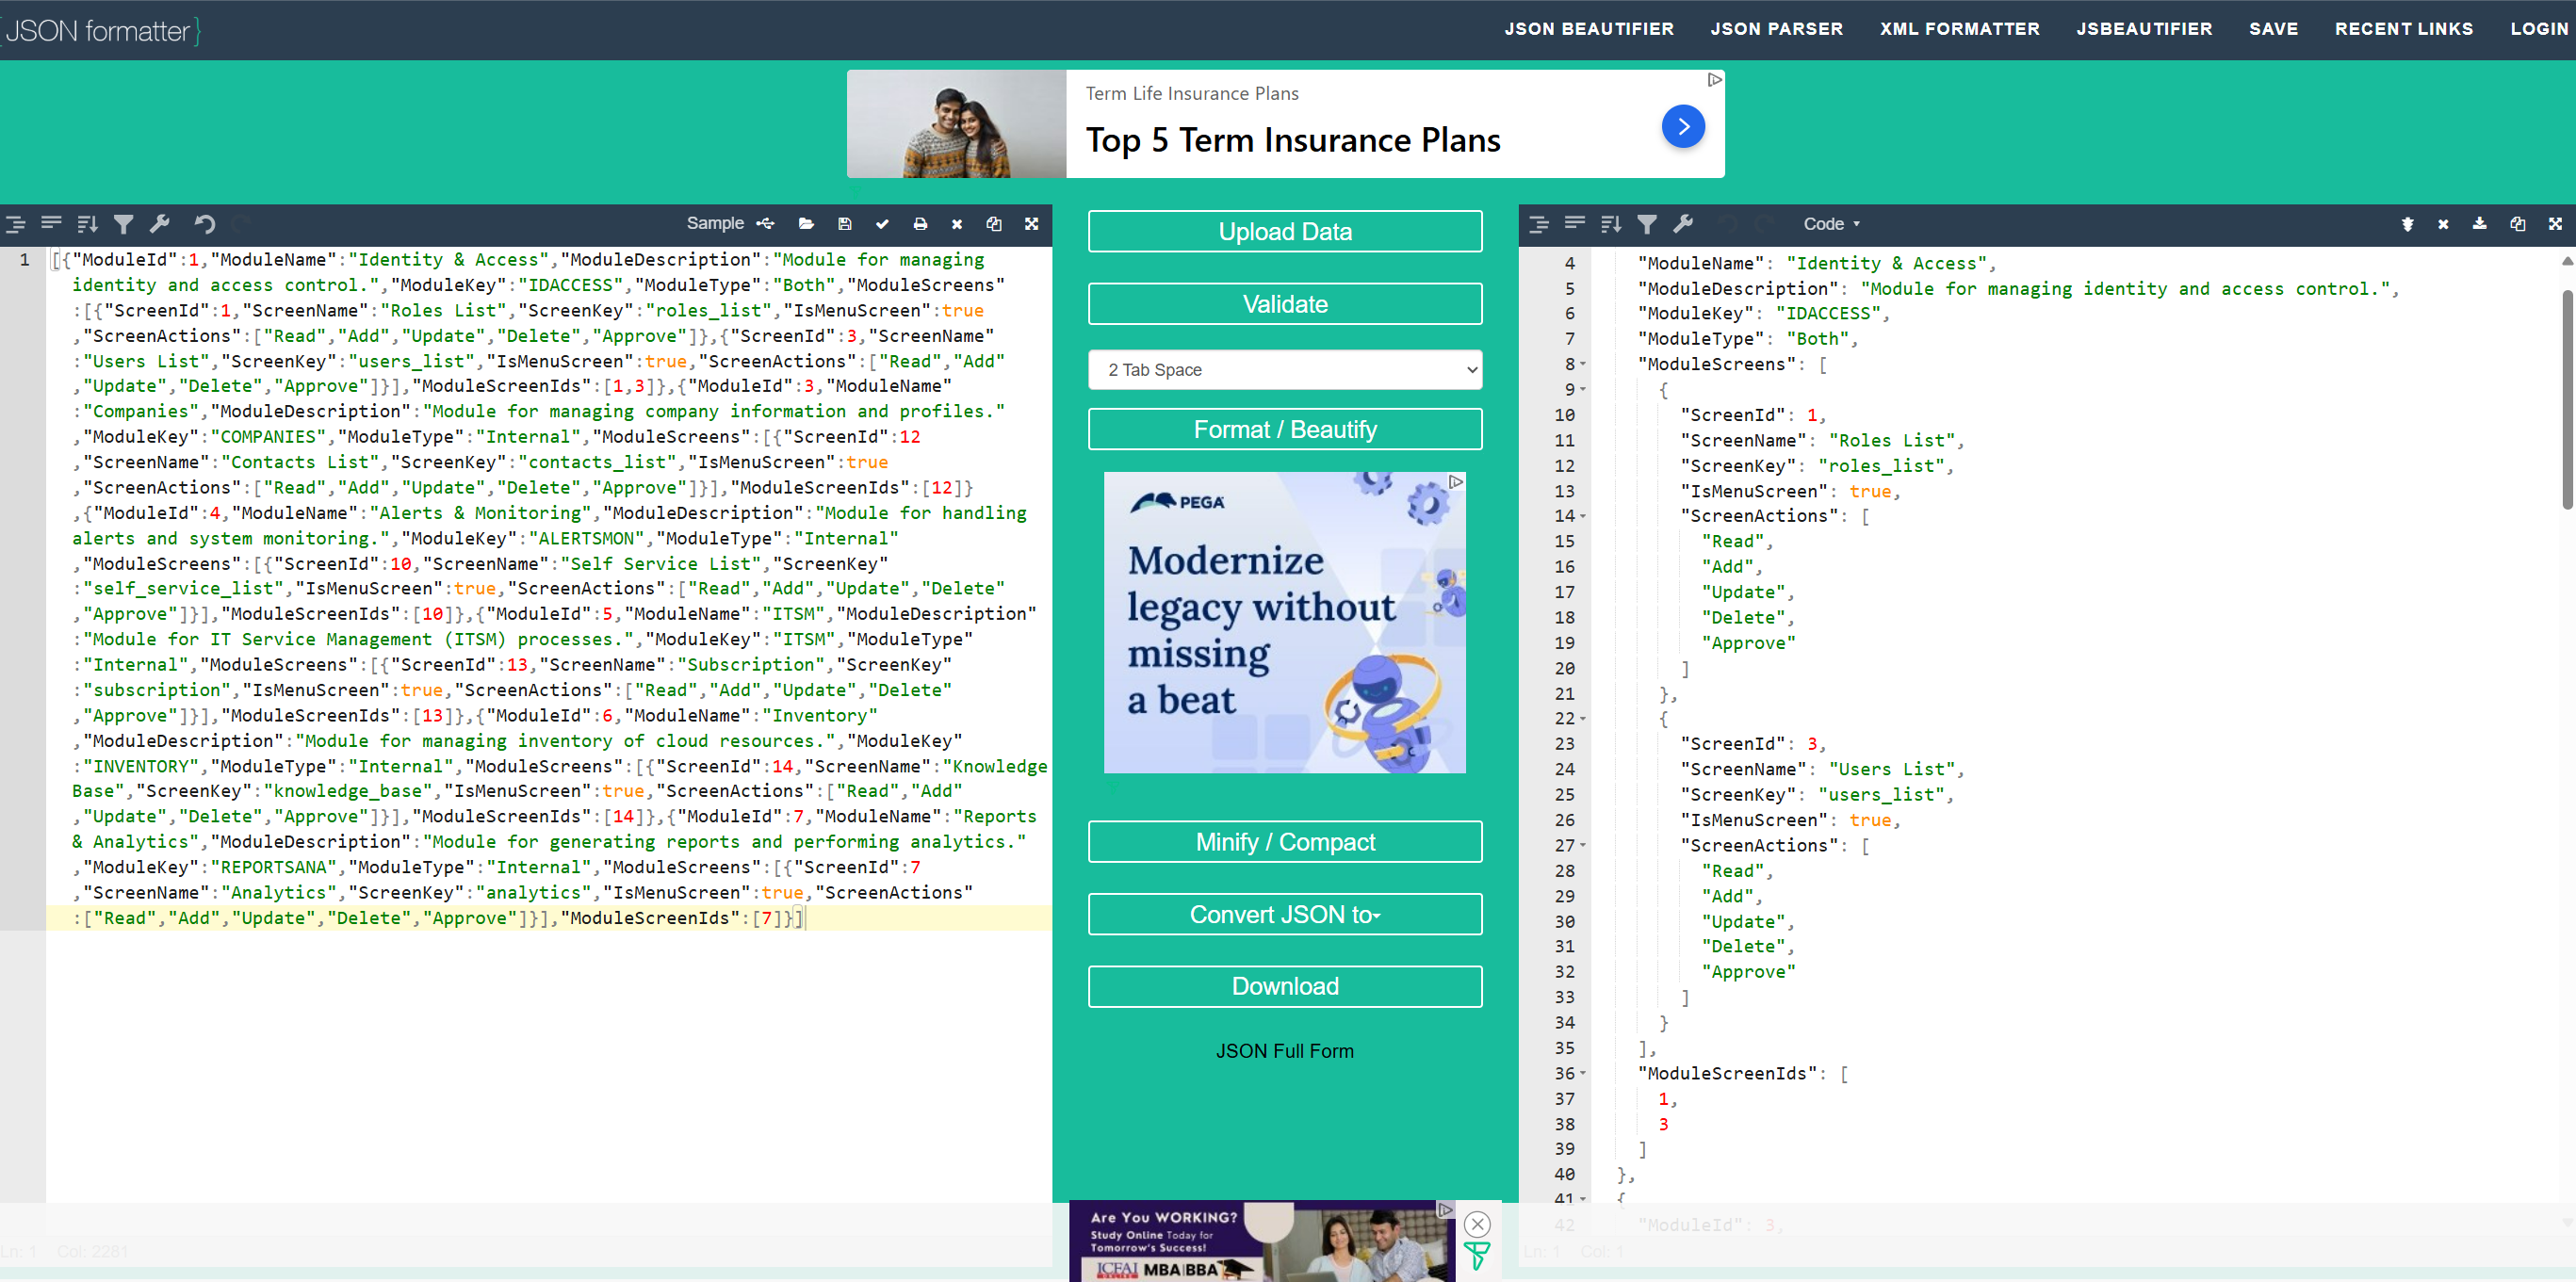 {JSON formatter}
JSON BEAUTIFIER JSON PARSER XML FORMATTER JSBEAUTIFIER SAVE RECENT LINKS LOGIN
Term Life Insurance Plans
Top 5 Term Insurance Plans
Sample
1 [{"ModuleId":1,"ModuleName":"Identity & Access","ModuleDescription":"Module for managing
identity and access control.","ModuleKey":"IDACCESS","ModuleType":"Both","ModuleScreens"
:[{"ScreenId":1,"ScreenName":"Roles List","ScreenKey":"roles_list","IsMenuScreen":true
,"ScreenActions":["Read","Add","Update","Delete","Approve"]},{"ScreenId":3,"ScreenName"
:"Users List","ScreenKey":"users_list","IsMenuScreen":true,"ScreenActions":["Read","Add"
,"Update","Delete","Approve"]}],"ModuleScreenIds":[1,3]},{"ModuleId":3,"ModuleName"
:"Companies","ModuleDescription":"Module for managing company information and profiles."
,"ModuleKey":"COMPANIES","ModuleType":"Internal","ModuleScreens":[{"ScreenId":12
,"ScreenName":"Contacts List","ScreenKey":"contacts_list","IsMenuScreen":true
,"ScreenActions":["Read","Add","Update","Delete","Approve"]}],"ModuleScreenIds":[12]}
,{"ModuleId":4,"ModuleName":"Alerts & Monitoring","ModuleDescription":"Module for handling
alerts and system monitoring.","ModuleKey":"ALERTSMON","ModuleType":"Internal"
,"ModuleScreens":[{"ScreenId":10,"ScreenName":"Self Service List","ScreenKey"
:"self_service_list","IsMenuScreen":true,"ScreenActions":["Read","Add","Update","Delete"
,"Approve"]}],"ModuleScreenIds":[10]},{"ModuleId":5,"ModuleName":"ITSM","ModuleDescription"
:"Module for IT Service Management (ITSM) processes.","ModuleKey":"ITSM","ModuleType"
:"Internal","ModuleScreens":[{"ScreenId":13,"ScreenName":"Subscription","ScreenKey"
:"subscription","IsMenuScreen":true,"ScreenActions":["Read","Add","Update","Delete"
,"Approve"]}],"ModuleScreenIds":[13]},{"ModuleId":6,"ModuleName":"Inventory"
,"ModuleDescription":"Module for managing inventory of cloud resources.","ModuleKey"
:"INVENTORY","ModuleType":"Internal","ModuleScreens":[{"ScreenId":14,"ScreenName":"Knowledge
Base","ScreenKey":"knowledge_base","IsMenuScreen":true,"ScreenActions":["Read","Add"
,"Update","Delete","Approve"]}],"ModuleScreenIds":[14]},{"ModuleId":7,"ModuleName":"Reports
& Analytics","ModuleDescription":"Module for generating reports and performing analytics."
,"ModuleKey":"REPORTSANA","ModuleType":"Internal","ModuleScreens":[{"ScreenId":7
,"ScreenName":"Analytics","ScreenKey":"analytics","IsMenuScreen":true,"ScreenActions"
:["Read","Add","Update","Delete","Approve"]}],"ModuleScreenIds":[7]}]
Ln: 1 Col: 2281
Upload Data
Validate
2 Tab Space
Format / Beautify
PEGA
Modernize
legacy without
missing
a beat
Minify / Compact
Convert JSON to
Download
JSON Full Form
Are You WORKING?
Study Online Today for
Tomorrow's Success!
ICFAI ONLINE MBA|BBA
Code
4 "ModuleName": "Identity & Access",
5 "ModuleDescription": "Module for managing identity and access control.",
6 "ModuleKey": "IDACCESS",
7 "ModuleType": "Both",
8 "ModuleScreens": [
9 {
10 "ScreenId": 1,
11 "ScreenName": "Roles List",
12 "ScreenKey": "roles_list",
13 "IsMenuScreen": true,
14 "ScreenActions": [
15 "Read",
16 "Add",
17 "Update",
18 "Delete",
19 "Approve"
20 ]
21 },
22 {
23 "ScreenId": 3,
24 "ScreenName": "Users List",
25 "ScreenKey": "users_list",
26 "IsMenuScreen": true,
27 "ScreenActions": [
28 "Read",
29 "Add",
30 "Update",
31 "Delete",
32 "Approve"
33 ]
34 }
35 ],
36 "ModuleScreenIds": [
37 1,
38 3
39 ]
40 },
41 {
42 "ModuleId": 3,
Ln: 1 Col: 1